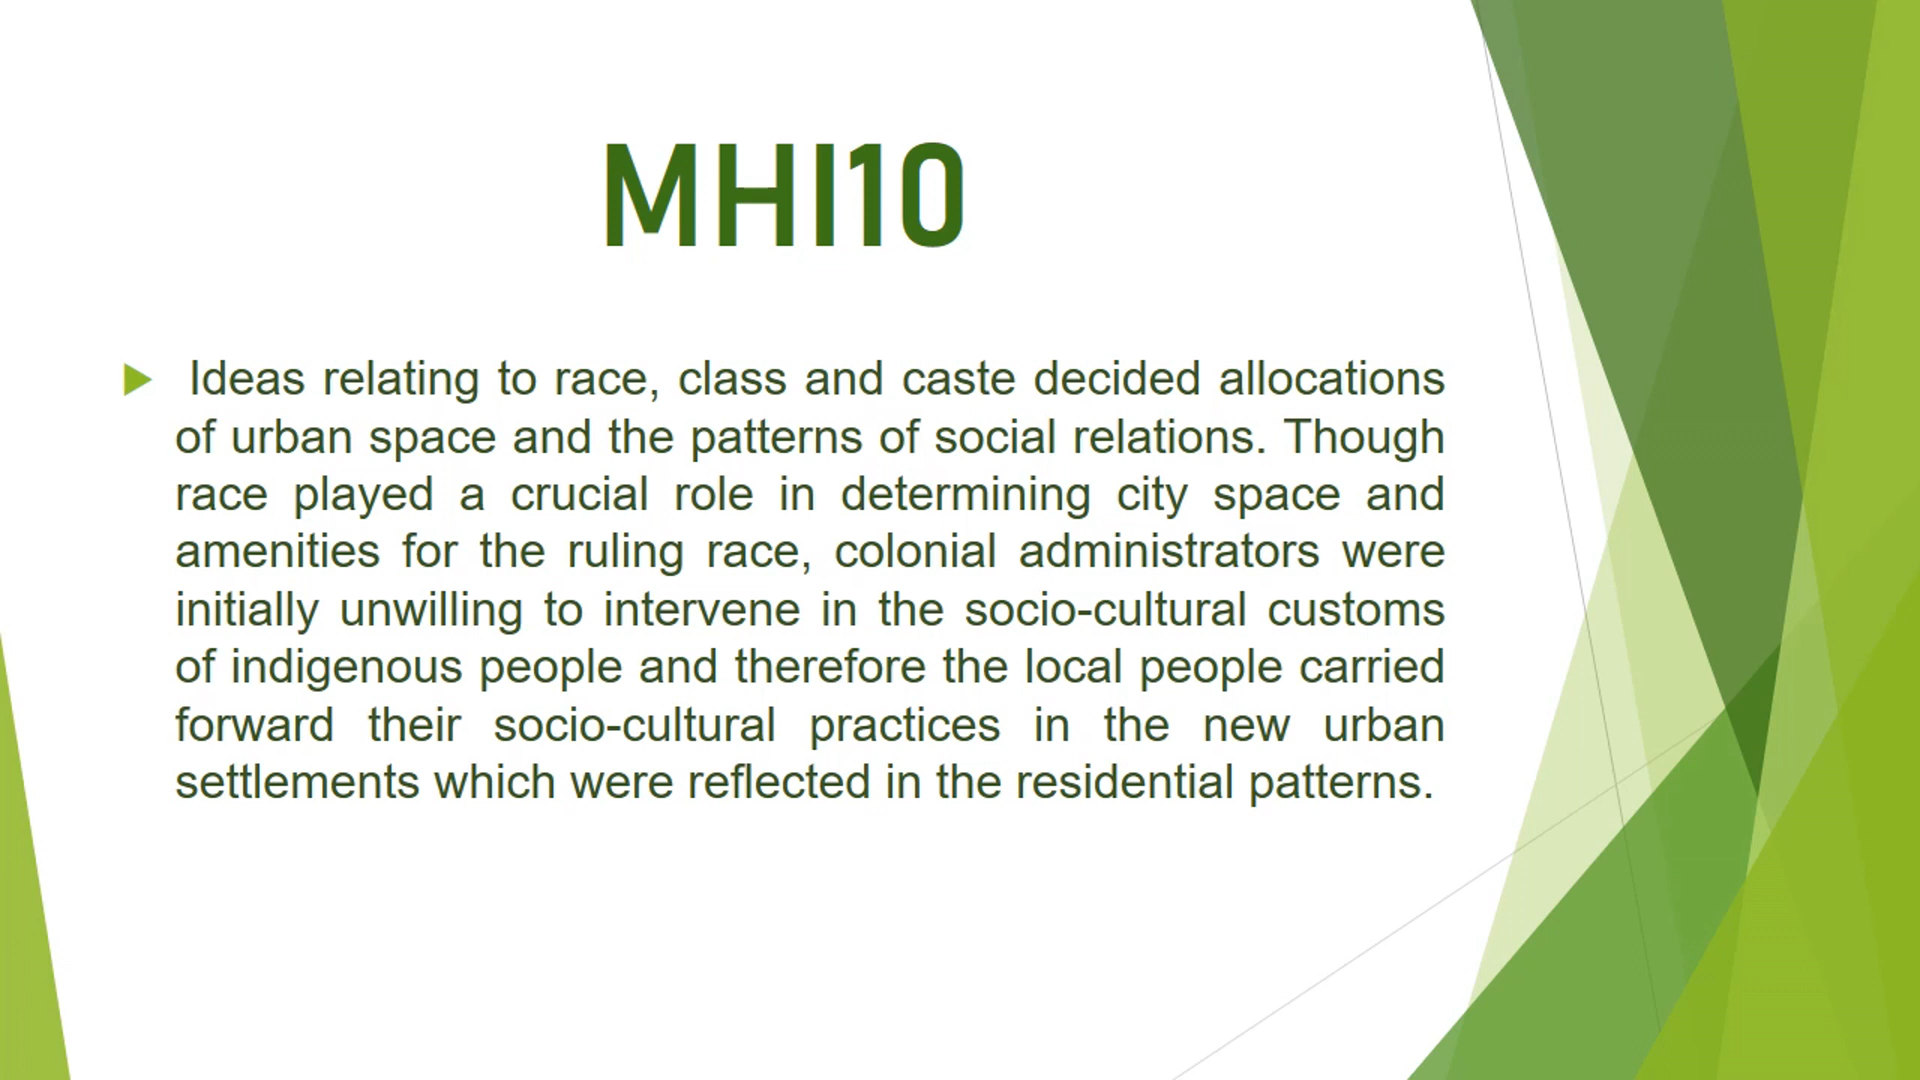 MHI10
Ideas relating to race, class and caste decided allocations
of urban space and the patterns of social relations. Though
race played a crucial role in determining city space and
amenities for the ruling race, colonial administrators were
initially unwilling to intervene in the socio-cultural customs
of indigenous people and therefore the local people carried
forward their socio-cultural practices in the new urban
settlements which were reflected in the residential patterns.